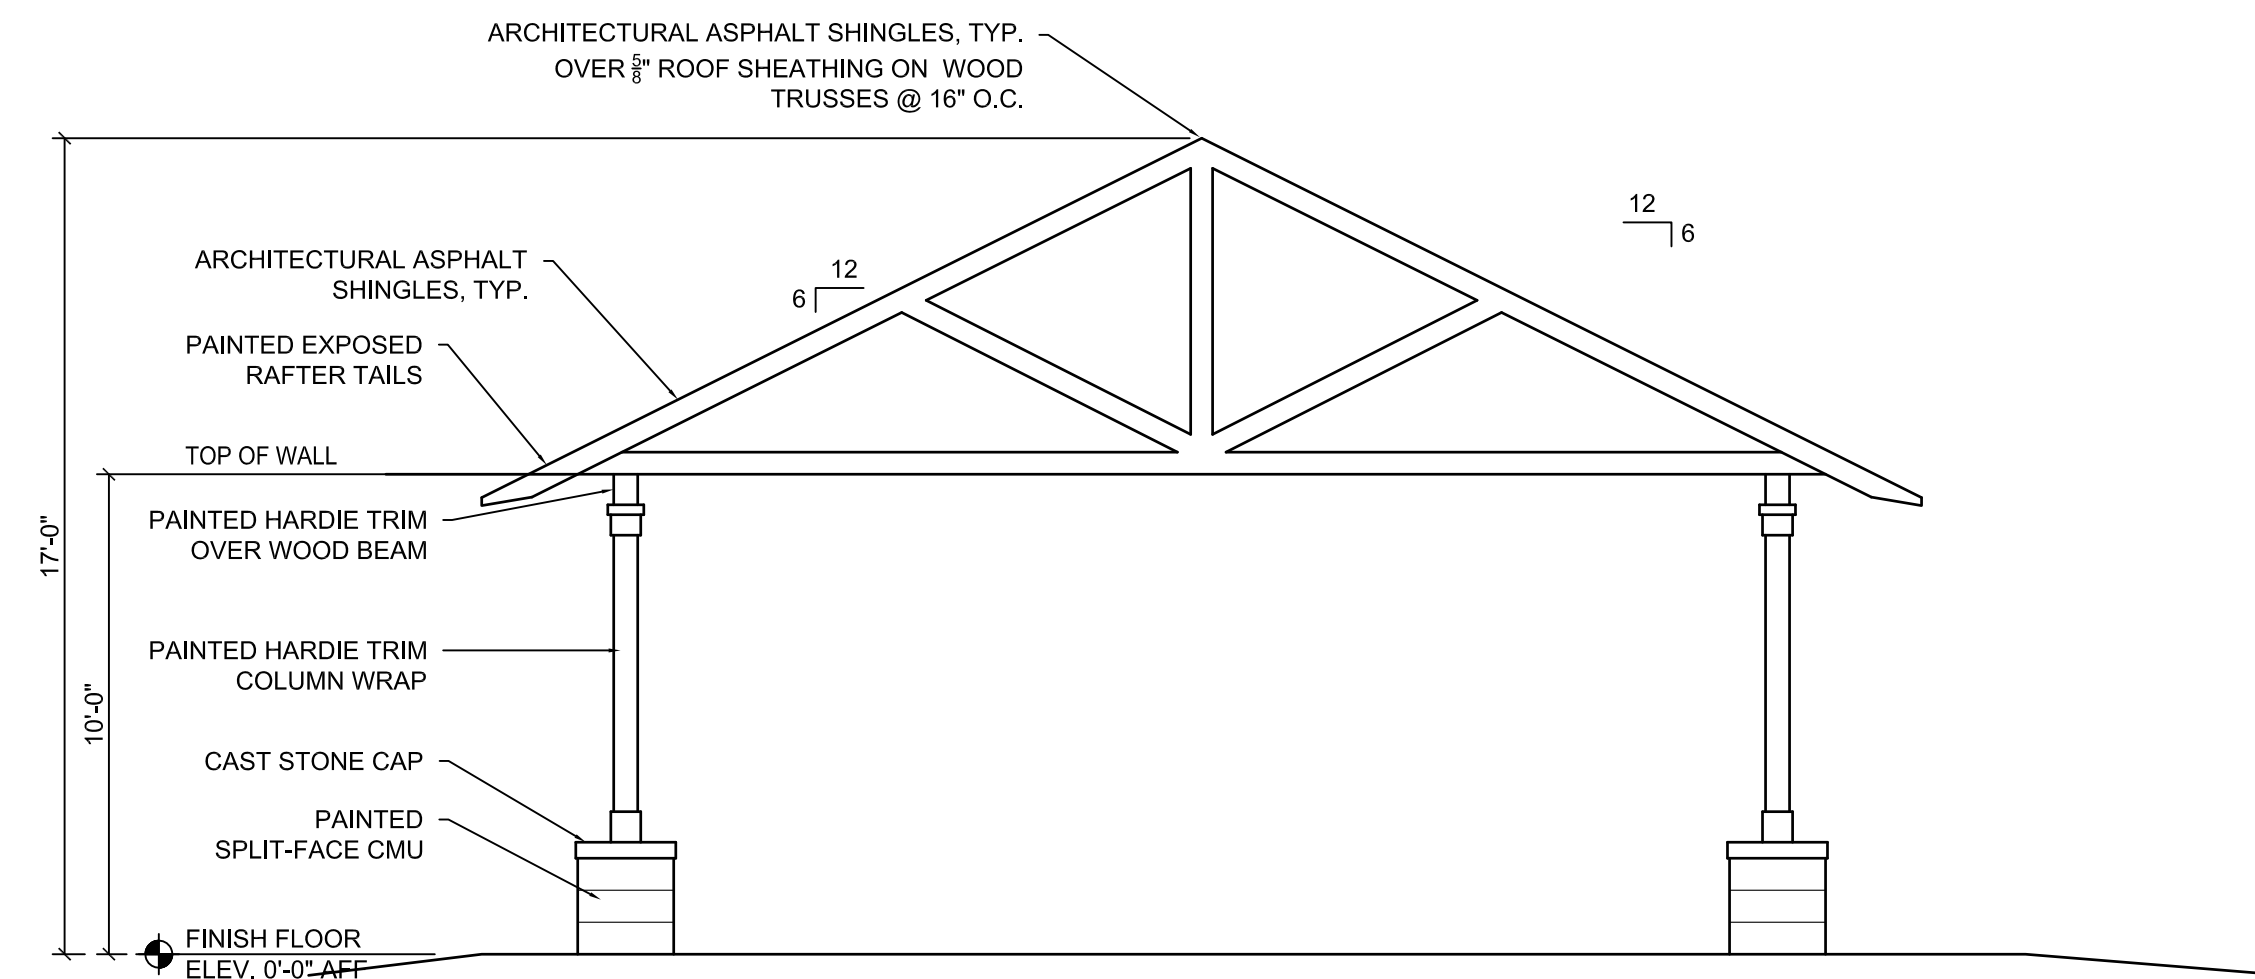 ARCHITECTURAL ASPHALT SHINGLES, TYP.
OVER 5/8" ROOF SHEATHING ON WOOD
TRUSSES @ 16" O.C.
12
6
12
6
ARCHITECTURAL ASPHALT
SHINGLES, TYP.
PAINTED EXPOSED
RAFTER TAILS
TOP OF WALL
PAINTED HARDIE TRIM
OVER WOOD BEAM
17'-0"
10'-0"
PAINTED HARDIE TRIM
COLUMN WRAP
CAST STONE CAP
PAINTED
SPLIT-FACE CMU
FINISH FLOOR
ELEV. 0'-0" AFF